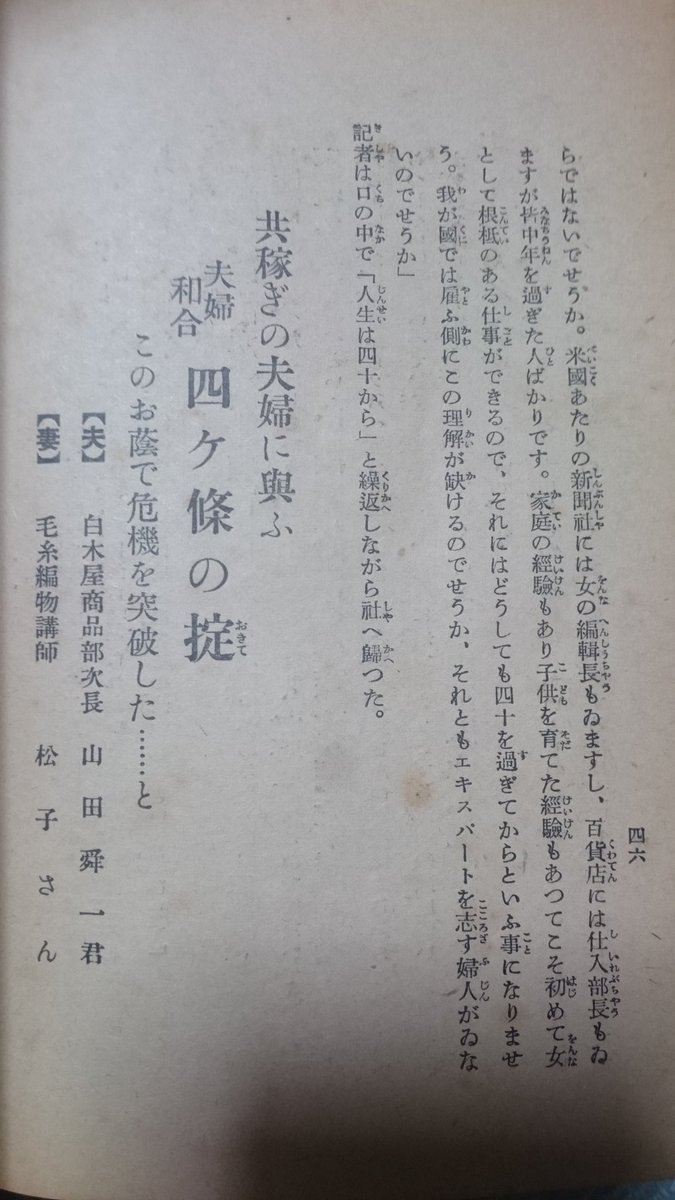 四六
らではないでせうか。米國あたりの新聞社には女の編輯長もゐますし、百貨店には仕入部長もゐ
ますが皆中年を過ぎた人ばかりです。家庭の經驗もあり子供を育てた經驗もあつてこそ初めて女
として根柢のある仕事ができるので、それにはどうしても四十を過ぎてからといふ事になりませ
う。我が國では雇ふ側にこの理解が缺けるのでせうか、それともエキスパートを志す婦人がゐな
いのでせうか」
記者は口の中で「人生は四十から」と繰返しながら社へ歸つた。
共稼ぎの夫婦に與ふ
夫婦和合 四ケ條の掟
このお蔭で危機を突破した……と
【夫】 白木屋商品部次長 山田舜一君
【妻】 毛糸編物講師 松子さん